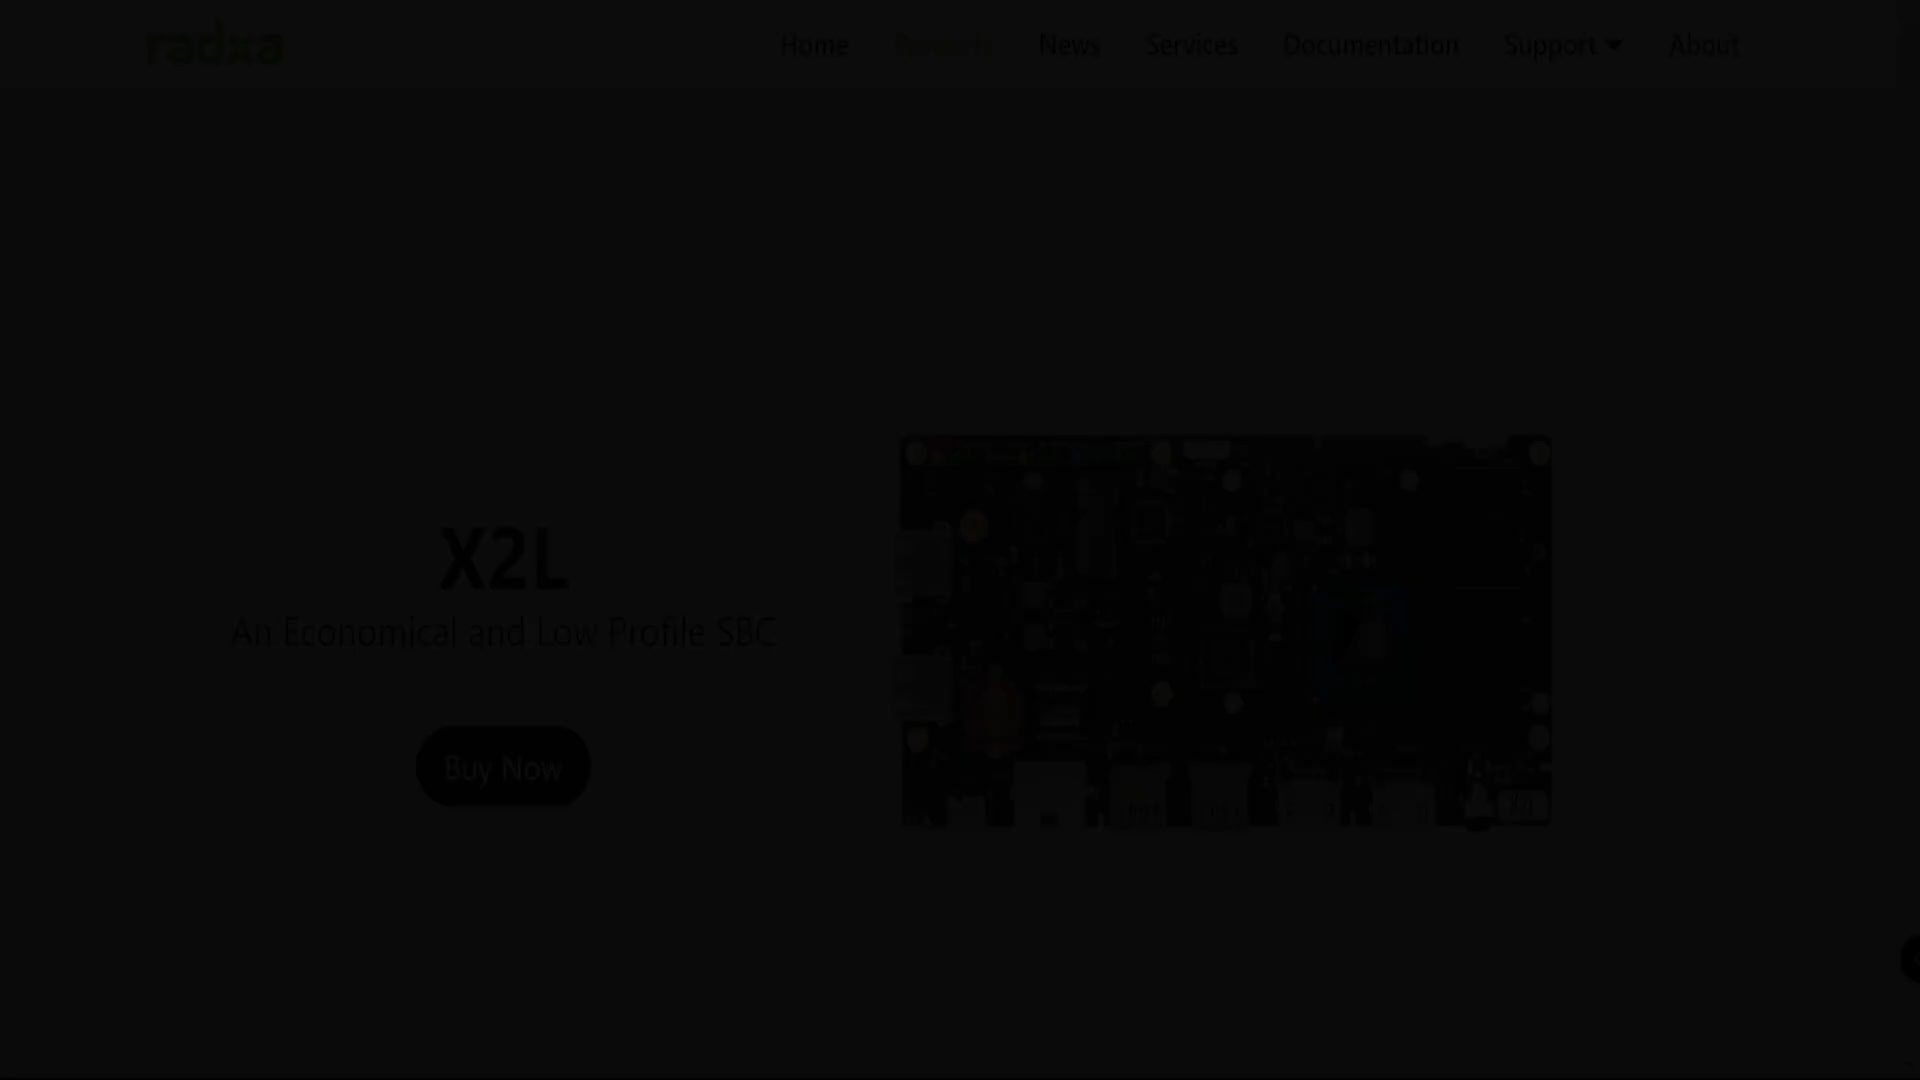 radxa
Home Products News Services Documentation Support About
X2L
An Economical and Low Profile SBC
Buy Now